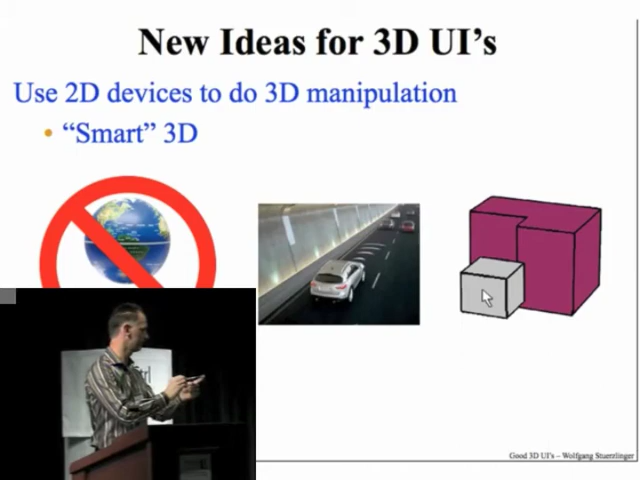 New Ideas for 3D UI's
Use 2D devices to do 3D manipulation
• “Smart” 3D
Good 3D UI's – Wolfgang Stuerzlinger